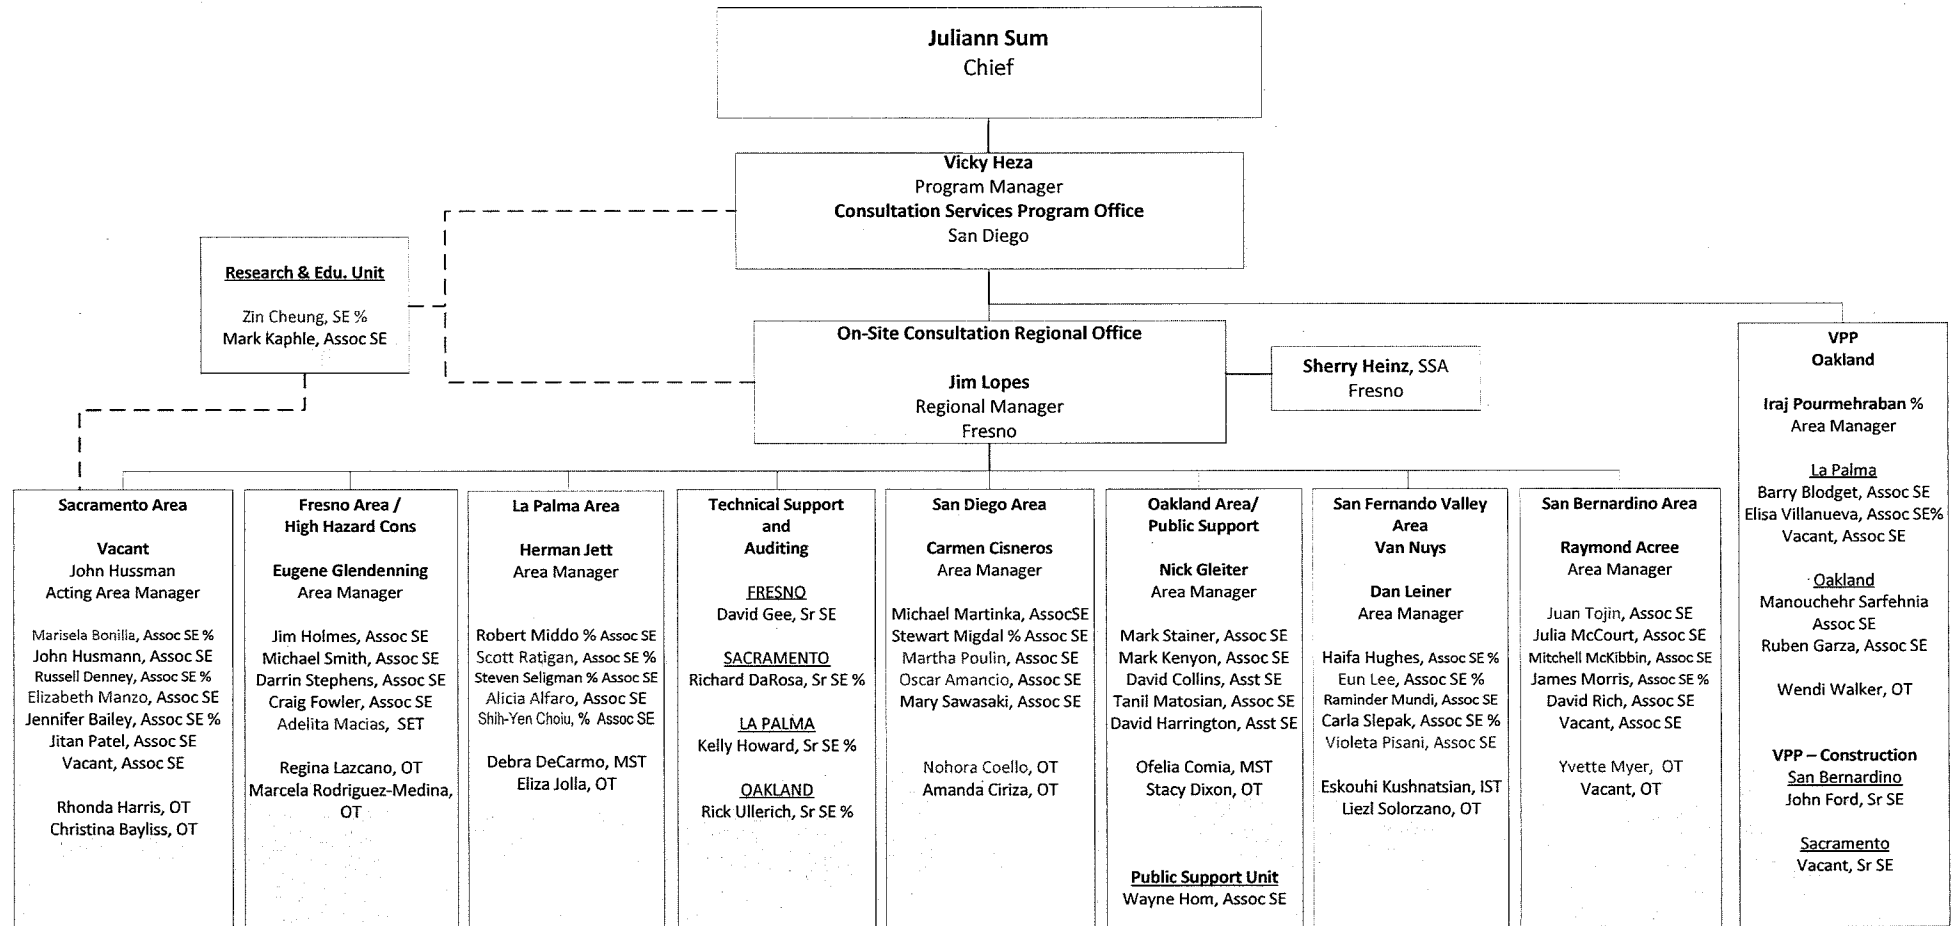 Juliann Sum
Chief
Vicky Heza
Program Manager
Consultation Services Program Office
San Diego
Research & Edu. Unit
Zin Cheung, SE %
Mark Kaphle, Assoc SE
On-Site Consultation Regional Office
Jim Lopes
Regional Manager
Fresno
Sherry Heinz, SSA
Fresno
Sacramento Area
Vacant
John Hussman
Acting Area Manager
Marisela Bonilla, Assoc SE %
John Husmann, Assoc SE
Russell Denney, Assoc SE %
Elizabeth Manzo, Assoc SE
Jennifer Bailey, Assoc SE %
Jitan Patel, Assoc SE
Vacant, Assoc SE
Rhonda Harris, OT
Christina Bayliss, OT
Fresno Area /
High Hazard Cons
Eugene Glendenning
Area Manager
Jim Holmes, Assoc SE
Michael Smith, Assoc SE
Darrin Stephens, Assoc SE
Craig Fowler, Assoc SE
Adelita Macias, SET
Regina Lazcano, OT
Marcela Rodriguez-Medina,
OT
La Palma Area
Herman Jett
Area Manager
Robert Middo % Assoc SE
Scott Ratigan, Assoc SE %
Steven Seligman % Assoc SE
Alicia Alfaro, Assoc SE
Shih-Yen Choiu, % Assoc SE
Debra DeCarmo, MST
Eliza Jolla, OT
Technical Support
and
Auditing
FRESNO
David Gee, Sr SE
SACRAMENTO
Richard DaRosa, Sr SE %
LA PALMA
Kelly Howard, Sr SE %
OAKLAND
Rick Ullerich, Sr SE %
San Diego Area
Carmen Cisneros
Area Manager
Michael Martinka, AssocSE
Stewart Migdal % Assoc SE
Martha Poulin, Assoc SE
Oscar Amancio, Assoc SE
Mary Sawasaki, Assoc SE
Nohora Coello, OT
Amanda Ciriza, OT
Oakland Area/
Public Support
Nick Gleiter
Area Manager
Mark Stainer, Assoc SE
Mark Kenyon, Assoc SE
David Collins, Asst SE
Tanil Matosian, Assoc SE
David Harrington, Asst SE
Ofelia Comia, MST
Stacy Dixon, OT
Public Support Unit
Wayne Hom, Assoc SE
San Fernando Valley
Area
Van Nuys
Dan Leiner
Area Manager
Haifa Hughes, Assoc SE %
Eun Lee, Assoc SE %
Raminder Mundi, Assoc SE
Carla Slepak, Assoc SE %
Violeta Pisani, Assoc SE
Eskouhi Kushnatsian, IST
Liezl Solorzano, OT
San Bernardino Area
Raymond Acree
Area Manager
Juan Tojin, Assoc SE
Julia McCourt, Assoc SE
Mitchell McKibbin, Assoc SE
James Morris, Assoc SE %
David Rich, Assoc SE
Vacant, Assoc SE
Yvette Myer, OT
Vacant, OT
VPP
Oakland
Iraj Pourmehraban %
Area Manager
La Palma
Barry Blodget, Assoc SE
Elisa Villanueva, Assoc SE%
Vacant, Assoc SE
Oakland
Manouchehr Sarfehnia
Assoc SE
Ruben Garza, Assoc SE
Wendi Walker, OT
VPP – Construction
San Bernardino
John Ford, Sr SE
Sacramento
Vacant, Sr SE